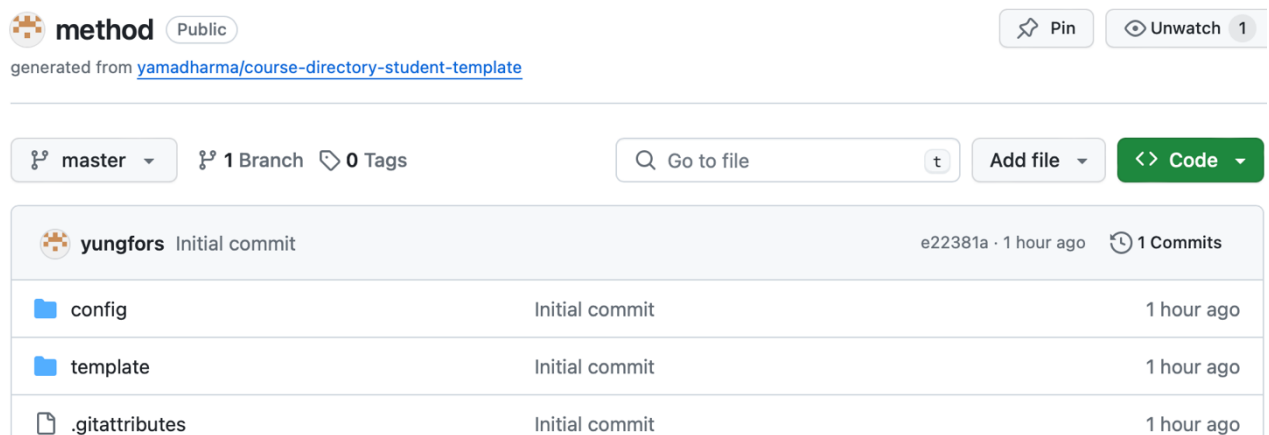 method Public Pin Unwatch 1
generated from yamadharma/course-directory-student-template
master 1 Branch 0 Tags Go to file t Add file Code
yungfors Initial commit e22381a · 1 hour ago 1 Commits
config Initial commit 1 hour ago
template Initial commit 1 hour ago
.gitattributes Initial commit 1 hour ago